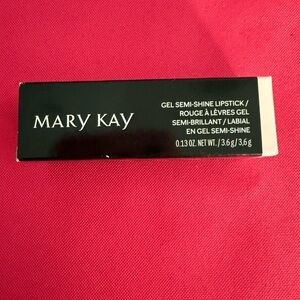 MARY KAY
GEL SEMI-SHINE LIPSTICK /
ROUGE À LÈVRES GEL
SEMI-BRILLANT / LABIAL
EN GEL SEMI-SHINE
0.13 OZ. NET WT. / 3.6 g / 3,6 g